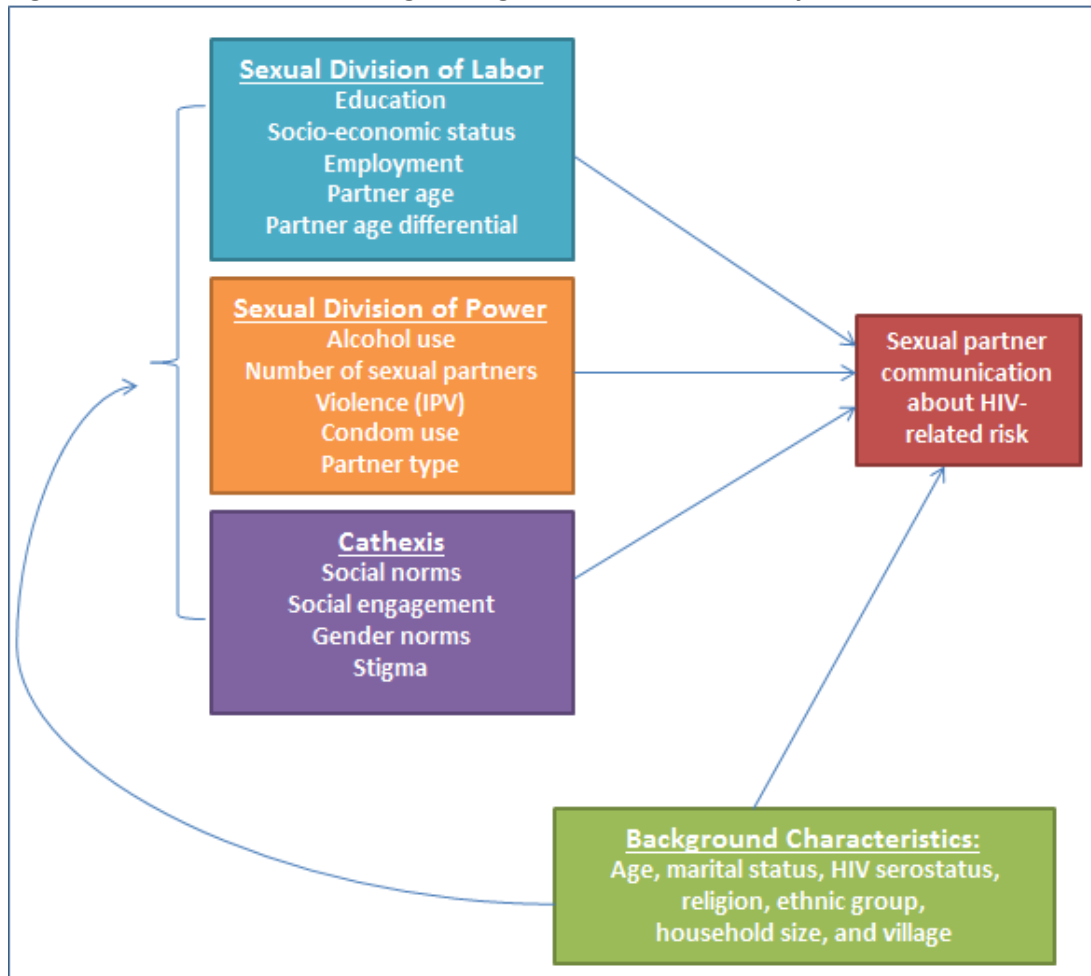 Sexual Division of Labor
Education
Socio-economic status
Employment
Partner age
Partner age differential
Sexual Division of Power
Alcohol use
Number of sexual partners
Violence (IPV)
Condom use
Partner type
Cathexis
Social norms
Social engagement
Gender norms
Stigma
Sexual partner
communication
about HIV-
related risk
Background Characteristics:
Age, marital status, HIV serostatus,
religion, ethnic group,
household size, and village